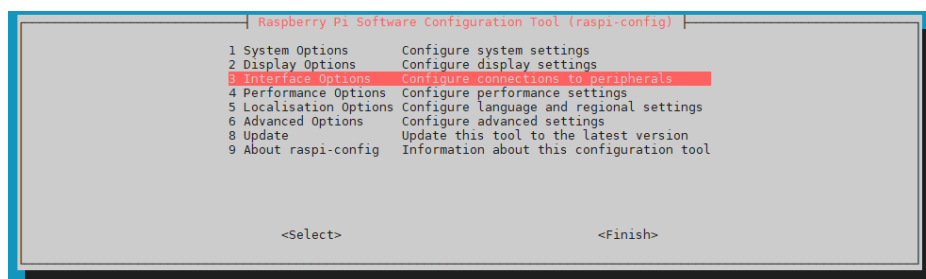 Raspberry Pi Software Configuration Tool (raspi-config)
1 System Options Configure system settings
2 Display Options Configure display settings
3 Interface Options Configure connections to peripherals
4 Performance Options Configure performance settings
5 Localisation Options Configure language and regional settings
6 Advanced Options Configure advanced settings
8 Update Update this tool to the latest version
9 About raspi-config Information about this configuration tool
<Select> <Finish>